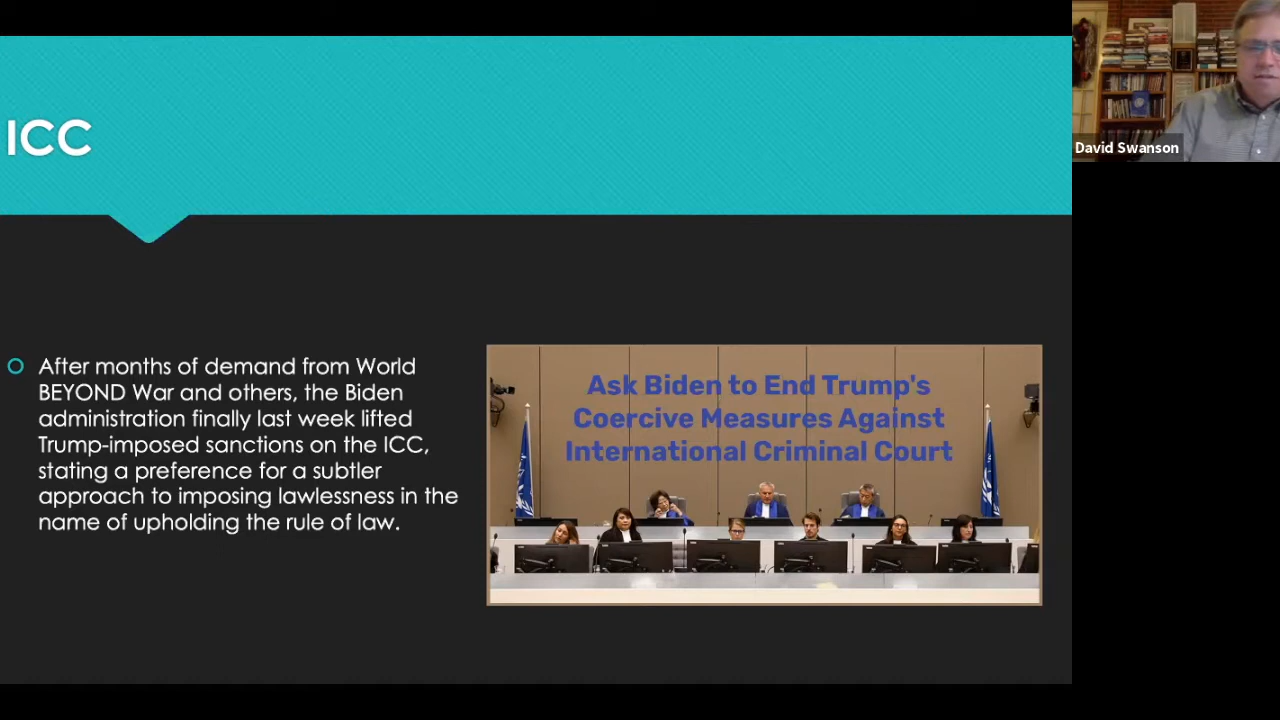 ICC
After months of demand from World
BEYOND War and others, the Biden
administration finally last week lifted
Trump-imposed sanctions on the ICC,
stating a preference for a subtler
approach to imposing lawlessness in the
name of upholding the rule of law.
Ask Biden to End Trump's
Coercive Measures Against
International Criminal Court
David Swanson